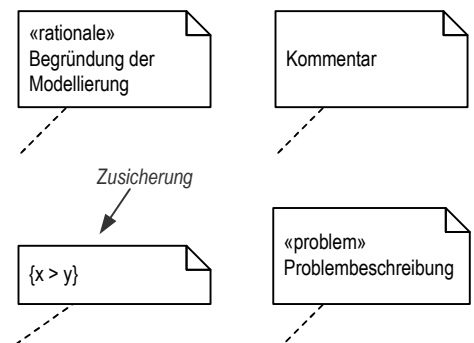 «rationale»
Begründung der
Modellierung
Kommentar
Zusicherung
{x > y}
«problem»
Problembeschreibung